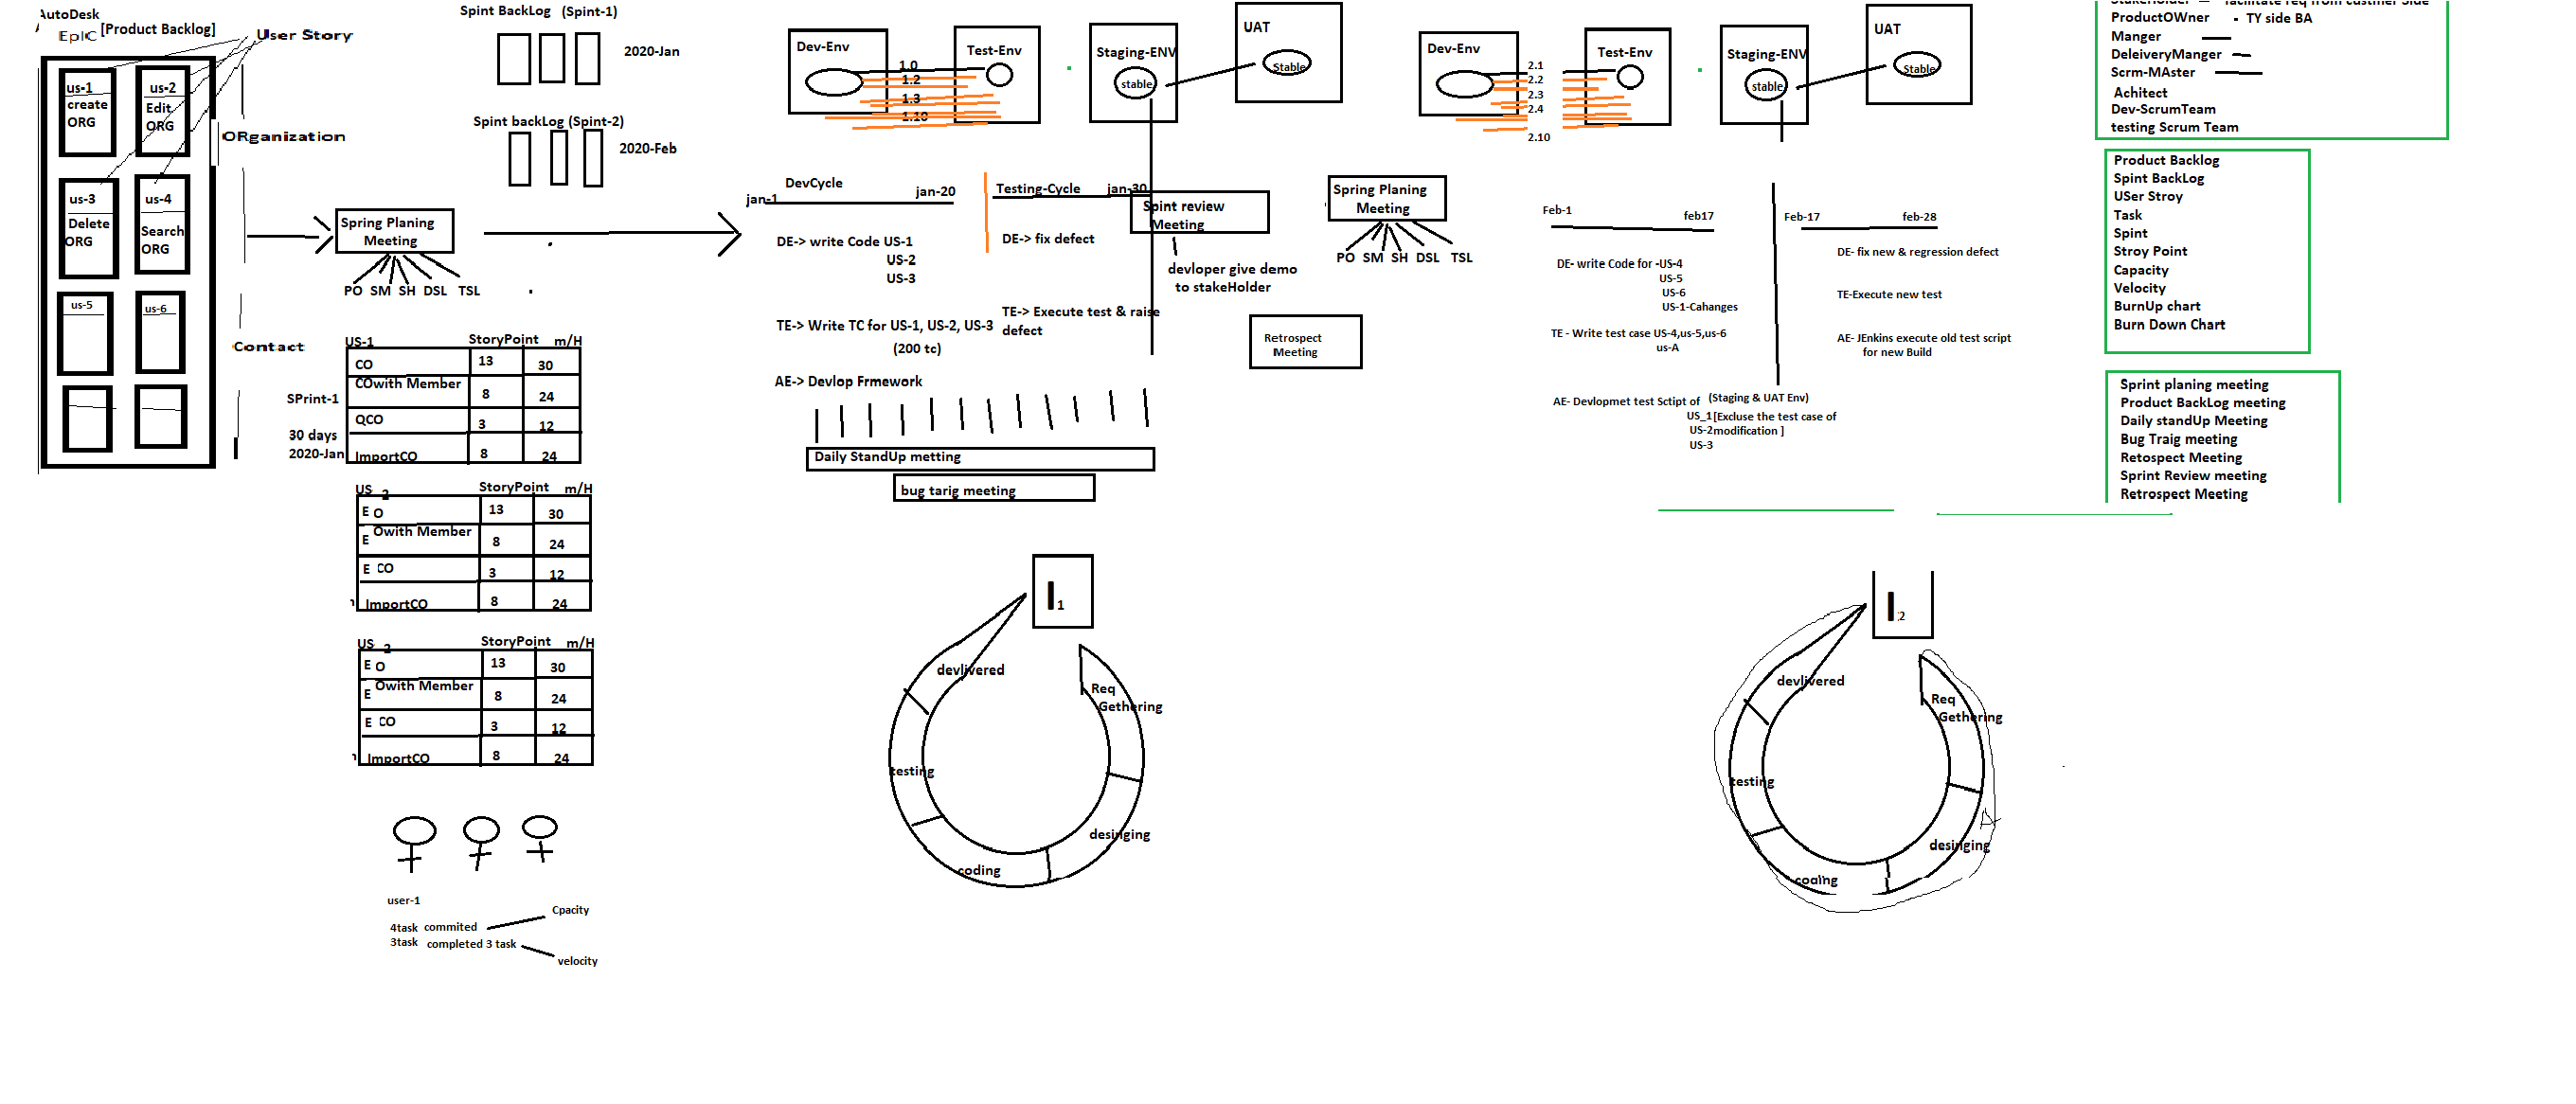 AutoDesk
EpIC [Product Backlog]
User Story
us-1
create
ORG
us-2
Edit
ORG
us-3
Delete
ORG
us-4
Search
ORG
us-5
us-6
ORganization
Contact
Spint BackLog (Spint-1)
2020-Jan
Spint backLog (Spint-2)
2020-Feb
Spring Planing
Meeting
PO SM SH DSL TSL
SPrint-1
30 days
2020-Jan
US-1 StoryPoint m/H
CO 13 30
COwith Member 8 24
QCO 3 12
ImportCO 8 24
US 2 StoryPoint m/H
E O 13 30
E Owith Member 8 24
E CO 3 12
ImportCO 8 24
US 2 StoryPoint m/H
E O 13 30
E Owith Member 8 24
E CO 3 12
ImportCO 8 24
user-1
4task commited
3task completed 3 task
Cpacity
velocity
Dev-Env
1.0
1.2
1.3
1.10
Test-Env
Staging-ENV
stable
UAT
Stable
jan-1
DevCycle
jan-20
Testing-Cycle
jan-30
DE-> write Code US-1
US-2
US-3
DE-> fix defect
TE-> Write TC for US-1, US-2, US-3
(200 tc)
TE-> Execute test & raise
defect
AE-> Devlop Frmework
Daily StandUp metting
bug tarig meeting
Spint review
Meeting
devloper give demo
to stakeHolder
Retrospect
Meeting
Spring Planing
Meeting
PO SM SH DSL TSL
Dev-Env
2.1
2.2
2.3
2.4
2.10
Test-Env
Staging-ENV
stable
UAT
Stable
Feb-1
feb17
Feb-17
feb-28
DE- write Code for -US-4
US-5
US-6
US-1-Cahanges
TE - Write test case US-4,us-5,us-6
us-A
AE- Devlopmet test Sctipt of
US_1[Excluse the test case of
US-2modification ]
US-3
(Staging & UAT Env)
DE- fix new & regression defect
TE-Execute new test
AE- JEnkins execute old test script
for new Build
StakeHolder — facilitate req from custmer Side
ProductOWner - TY side BA
Manger
DeleiveryManger
Scrm-MAster
Achitect
Dev-ScrumTeam
testing Scrum Team
Product Backlog
Spint BackLog
USer Stroy
Task
Spint
Stroy Point
Capacity
Velocity
BurnUp chart
Burn Down Chart
Sprint planing meeting
Product BackLog meeting
Daily standUp Meeting
Bug Traig meeting
Retospect Meeting
Sprint Review meeting
Retrospect Meeting
I1
devlivered
Req
Gethering
testing
desinging
coding
I.2
devlivered
Req
Gethering
testing
desinging
coding